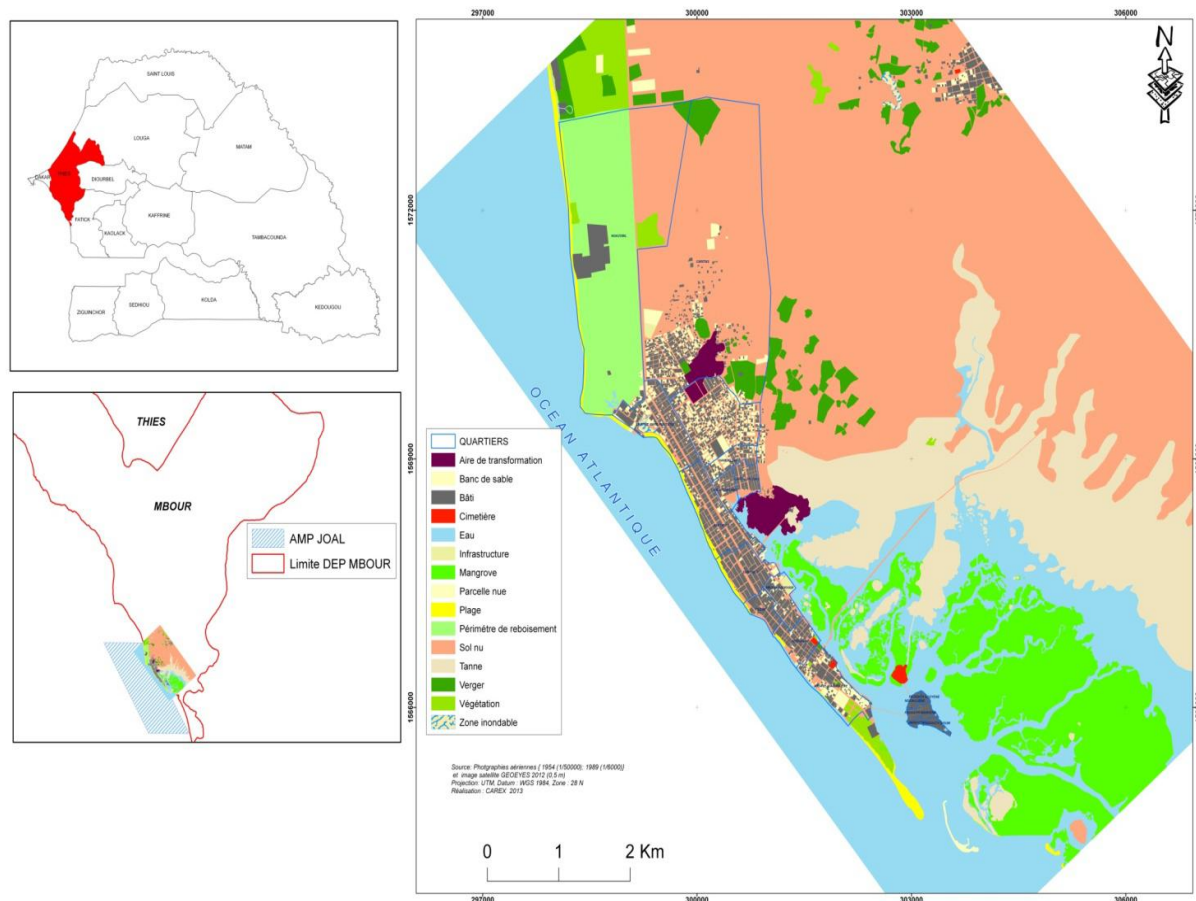 SAINT LOUIS
LOUGA
MATAM
DAKAR
THIES
DIOURBEL
FATICK
KAOLACK
KAFFRINE
TAMBACOUNDA
ZIGUINCHOR
SEDHIOU
KOLDA
KEDOUGOU
THIES
MBOUR
AMP JOAL
Limite DEP MBOUR
297000
300000
303000
306000
N
1572000
1569000
1566000
OCEAN ATLANTIQUE
QUARTIERS
Aire de transformation
Banc de sable
Bâti
Cimetière
Eau
Infrastructure
Mangrove
Parcelle nue
Plage
Périmètre de reboisement
Sol nu
Tanne
Verger
Végétation
Zone inondable
Source: Photgraphies aériennes [ 1954 (1/50000); 1989 (1/6000)]
et image satellite GEOEYES 2012 (0,5 m)
Projection: UTM, Datum : WGS 1984, Zone : 28 N
Réalisation : CAREX 2013
0 1 2 Km
297000
300000
303000
306000